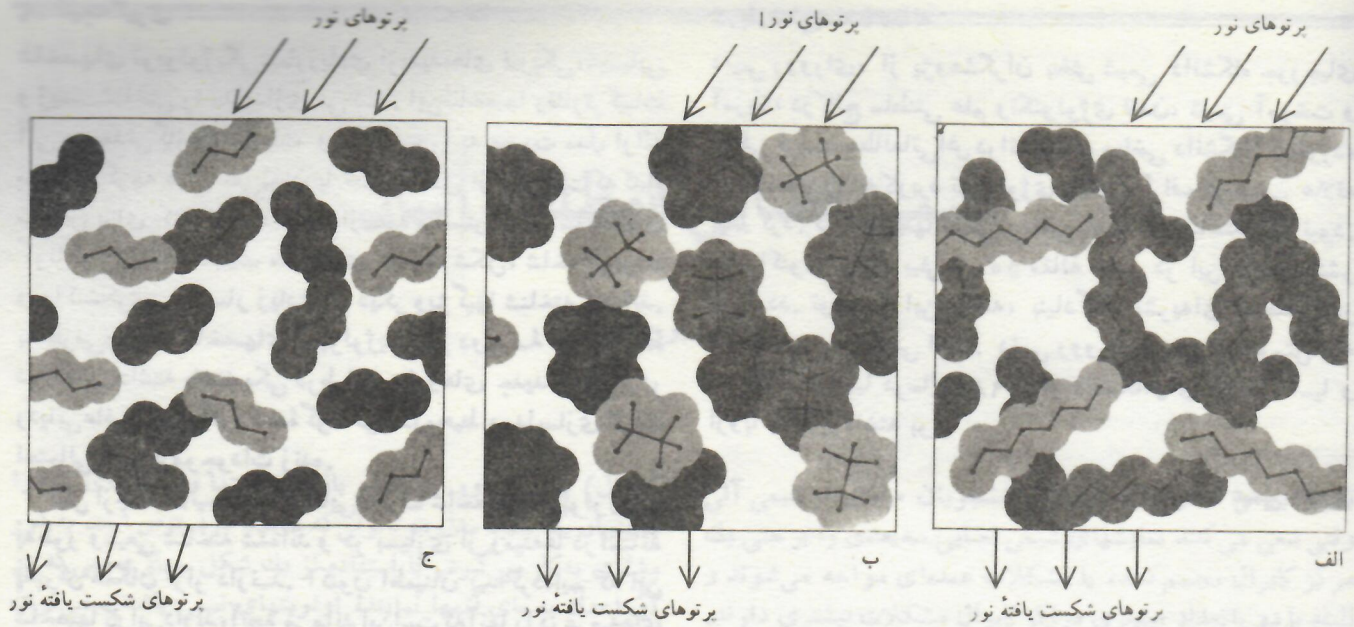 پرتوهای نور
پرتوهای نور
پرتوهای نور
الف
ب
ج
پرتوهای شکست یافتهٔ نور
پرتوهای شکست یافتهٔ نور
پرتوهای شکست یافتهٔ نور